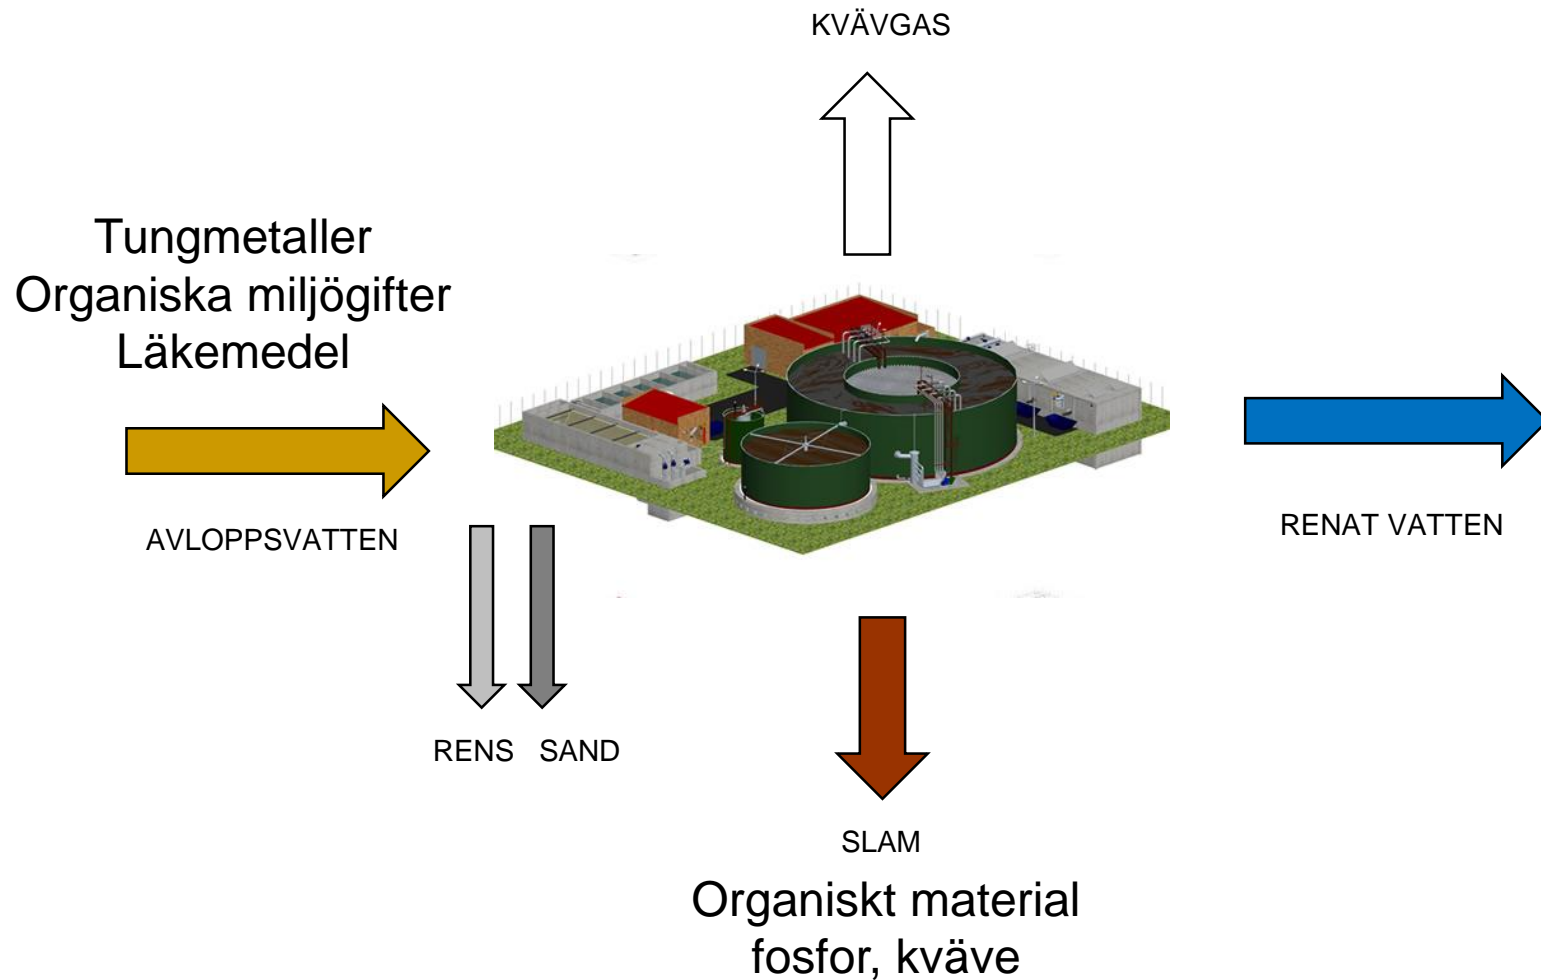 KVÄVGAS
Tungmetaller
Organiska miljögifter
Läkemedel
AVLOPPSVATTEN
RENAT VATTEN
RENS SAND
SLAM
Organiskt material
fosfor, kväve